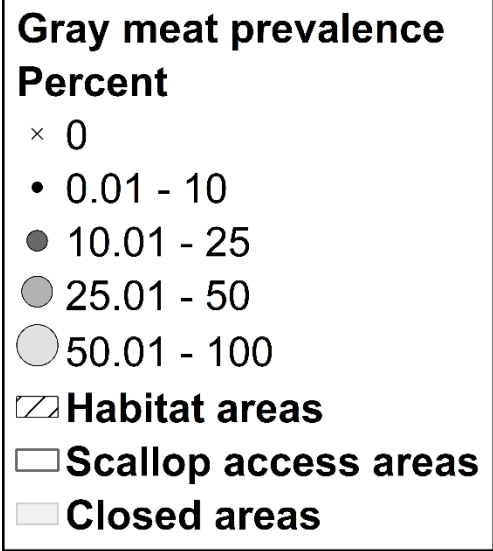 Gray meat prevalence
Percent
0
0.01 - 10
10.01 - 25
25.01 - 50
50.01 - 100
Habitat areas
Scallop access areas
Closed areas